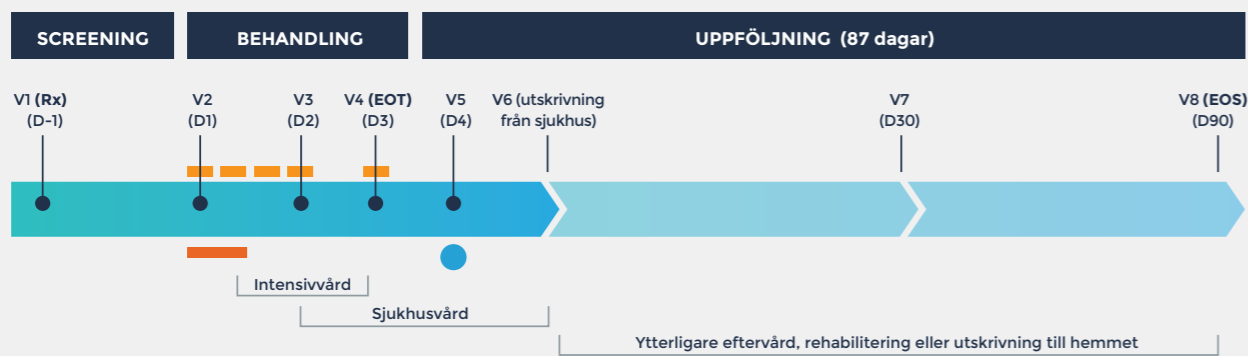 SCREENING
BEHANDLING
UPPFÖLJNING (87 dagar)
V1 (Rx)
(D-1)
V2
(D1)
V3
(D2)
V4 (EOT)
(D3)
V5
(D4)
V6 (utskrivning
från sjukhus)
V7
(D30)
V8 (EOS)
(D90)
Intensivvård
Sjukhusvård
Ytterligare eftervård, rehabilitering eller utskrivning till hemmet